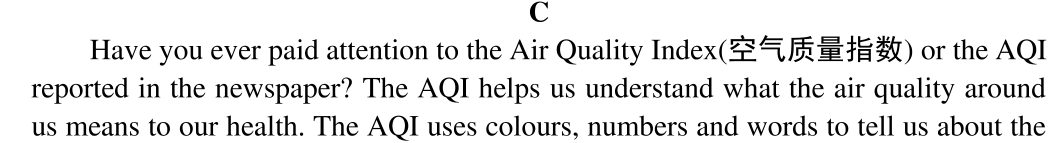 C
Have you ever paid attention to the Air Quality Index(空气质量指数) or the AQI
reported in the newspaper? The AQI helps us understand what the air quality around
us means to our health. The AQI uses colours, numbers and words to tell us about the